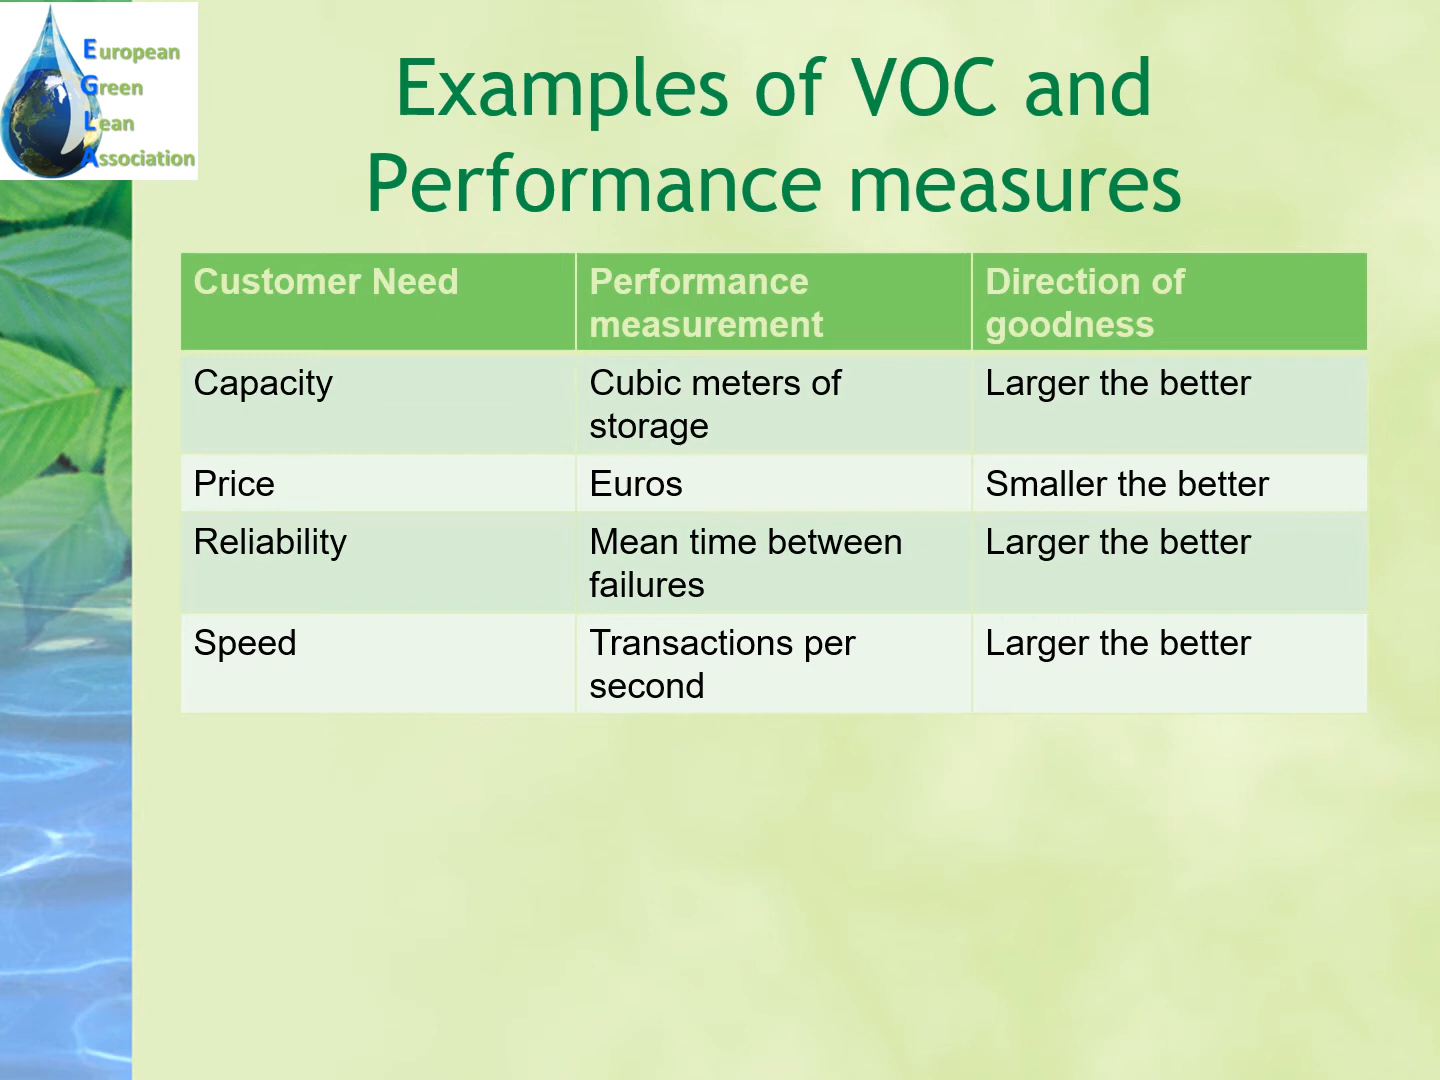 European
Green
Lean
Association
Examples of VOC and
Performance measures
Customer Need
Performance
measurement
Direction of
goodness
Capacity
Cubic meters of
storage
Larger the better
Price
Euros
Smaller the better
Reliability
Mean time between
failures
Larger the better
Speed
Transactions per
second
Larger the better